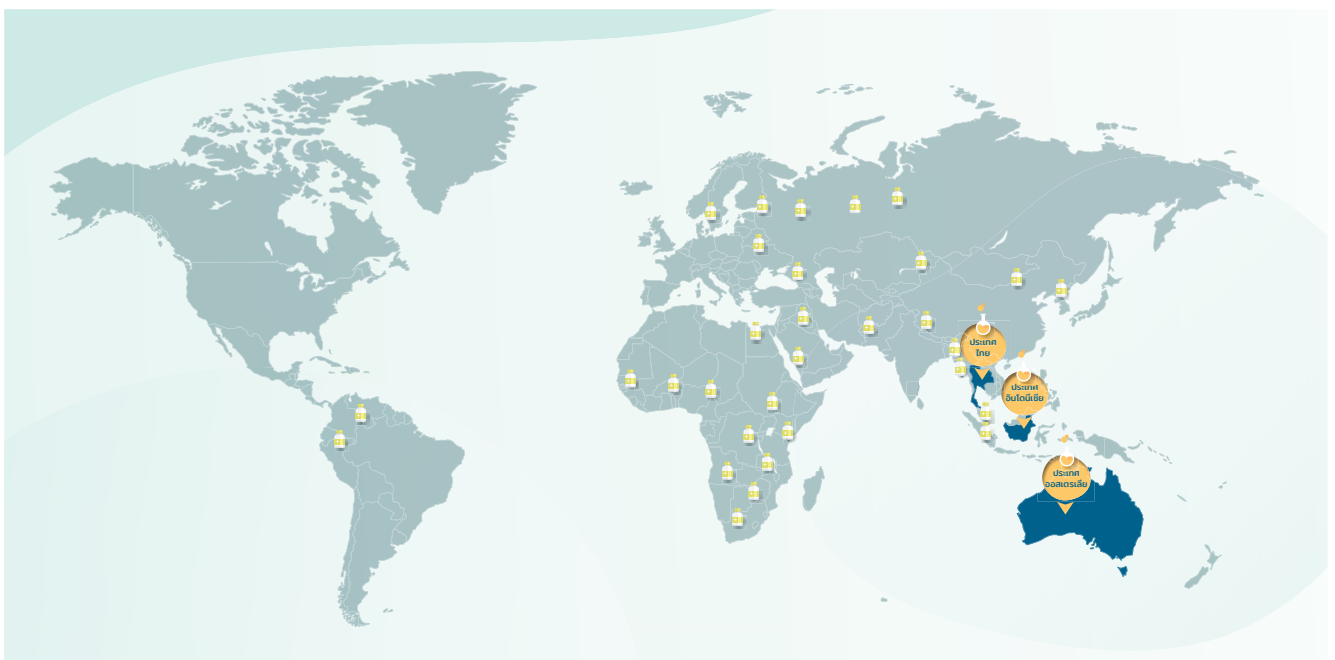 ประเทศ
ไทย
ประเทศ
อินโดนีเซีย
ประเทศ
ออสเตรเลีย